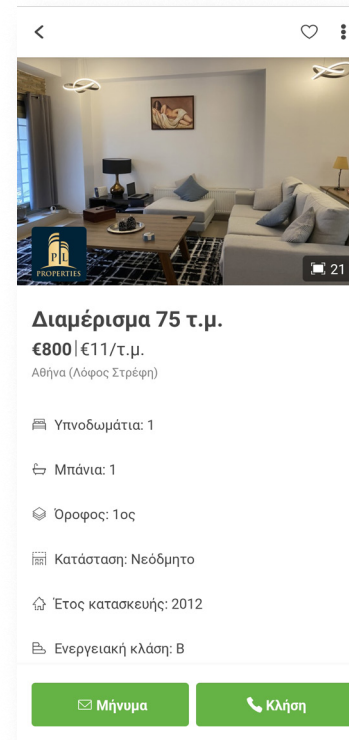 P L
PROPERTIES
21
Διαμέρισμα 75 τ.μ.
€800|€11/τ.μ.
Αθήνα (Λόφος Στρέφη)
Υπνοδωμάτια: 1
Μπάνια: 1
Όροφος: 1ος
Κατάσταση: Νεόδμητο
Έτος κατασκευής: 2012
Ενεργειακή κλάση: Β
Μήνυμα
Κλήση